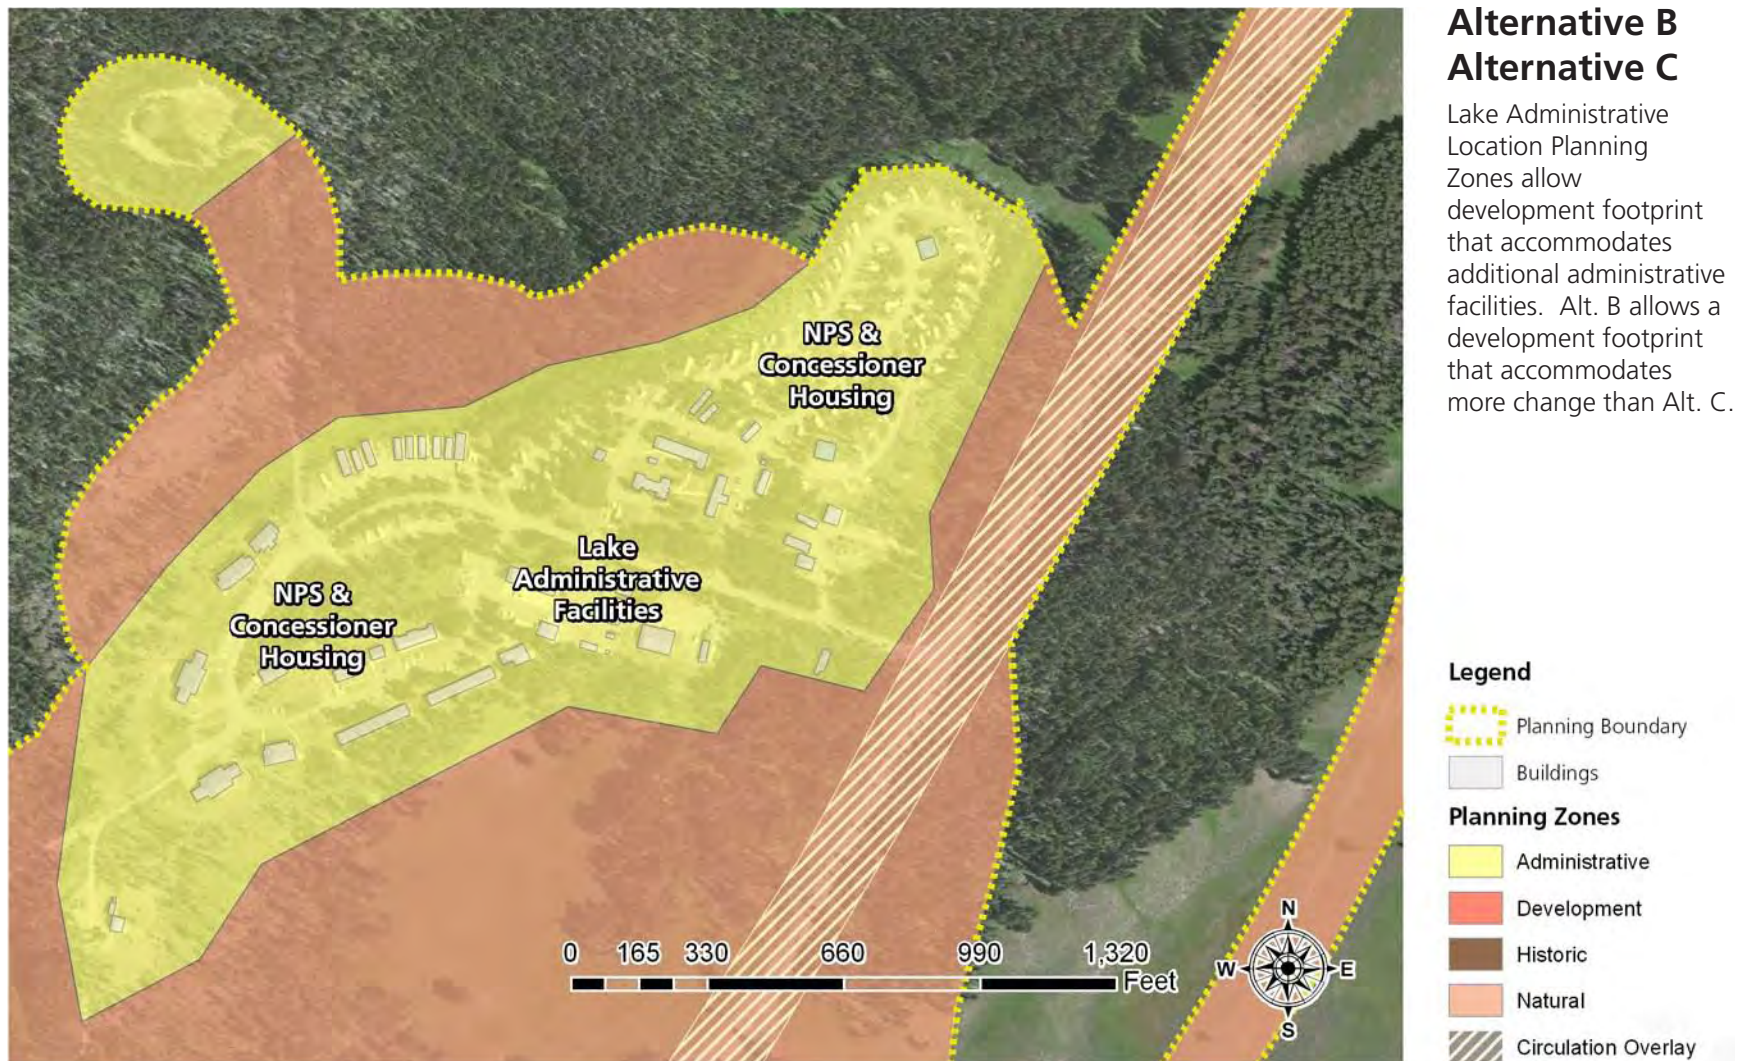 Alternative B
Alternative C
Lake Administrative
Location Planning
Zones allow
development footprint
that accommodates
additional administrative
facilities.  Alt. B allows a
development footprint
that accommodates
more change than Alt. C.
NPS &
Concessioner
Housing
Lake
Administrative
Facilities
NPS &
Concessioner
Housing
0 165 330 660 990 1,320
Feet
N
W E
S
Legend
Planning Boundary
Buildings
Planning Zones
Administrative
Development
Historic
Natural
Circulation Overlay